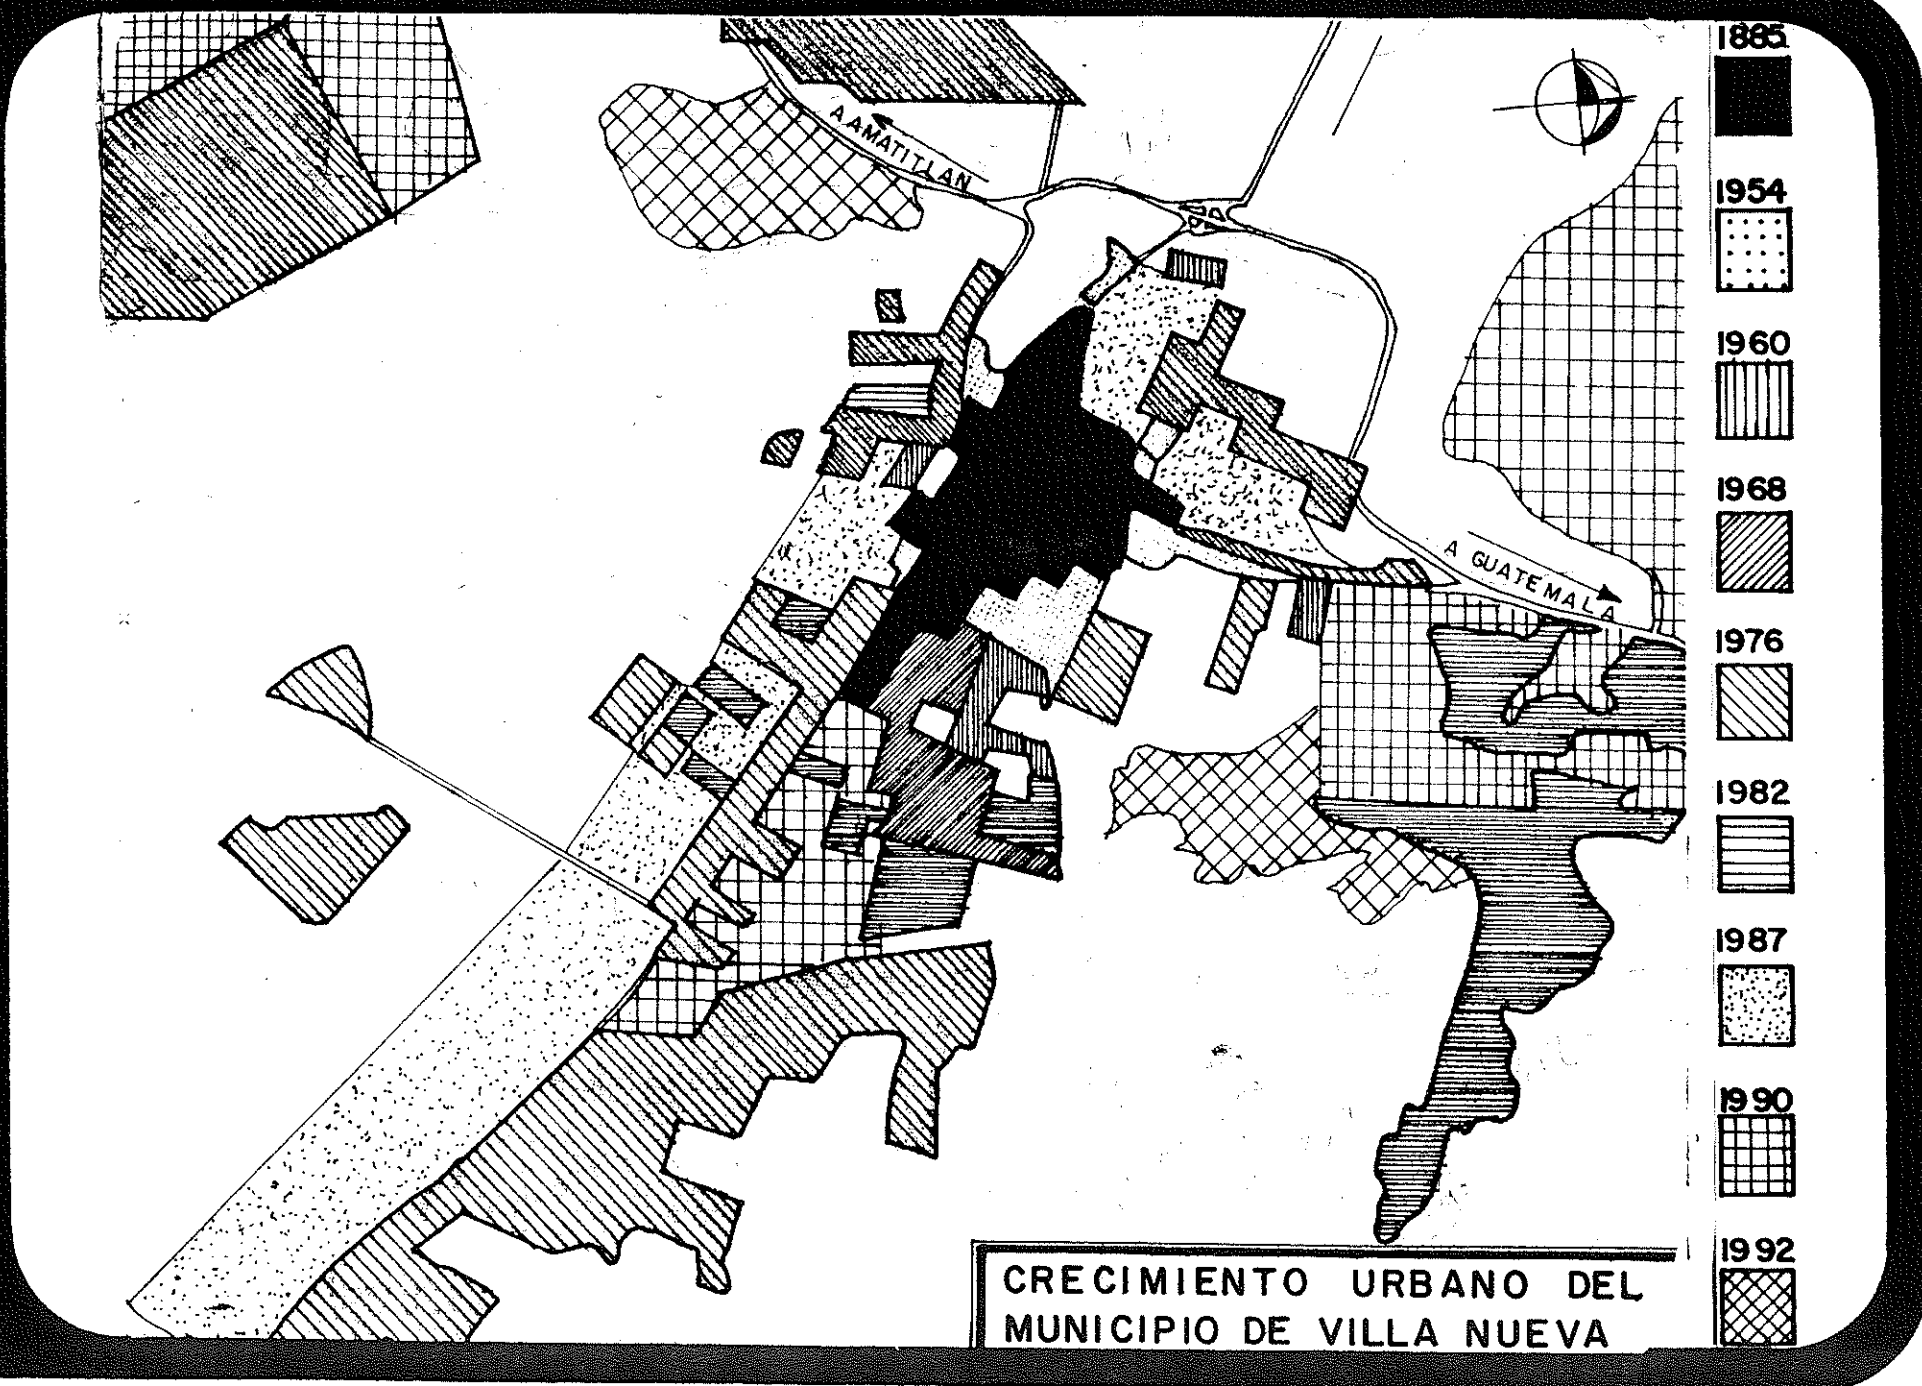 A AMATITLAN
A GUATEMALA
1885
1954
1960
1968
1976
1982
1987
1990
1992
CRECIMIENTO URBANO DEL
MUNICIPIO DE VILLA NUEVA